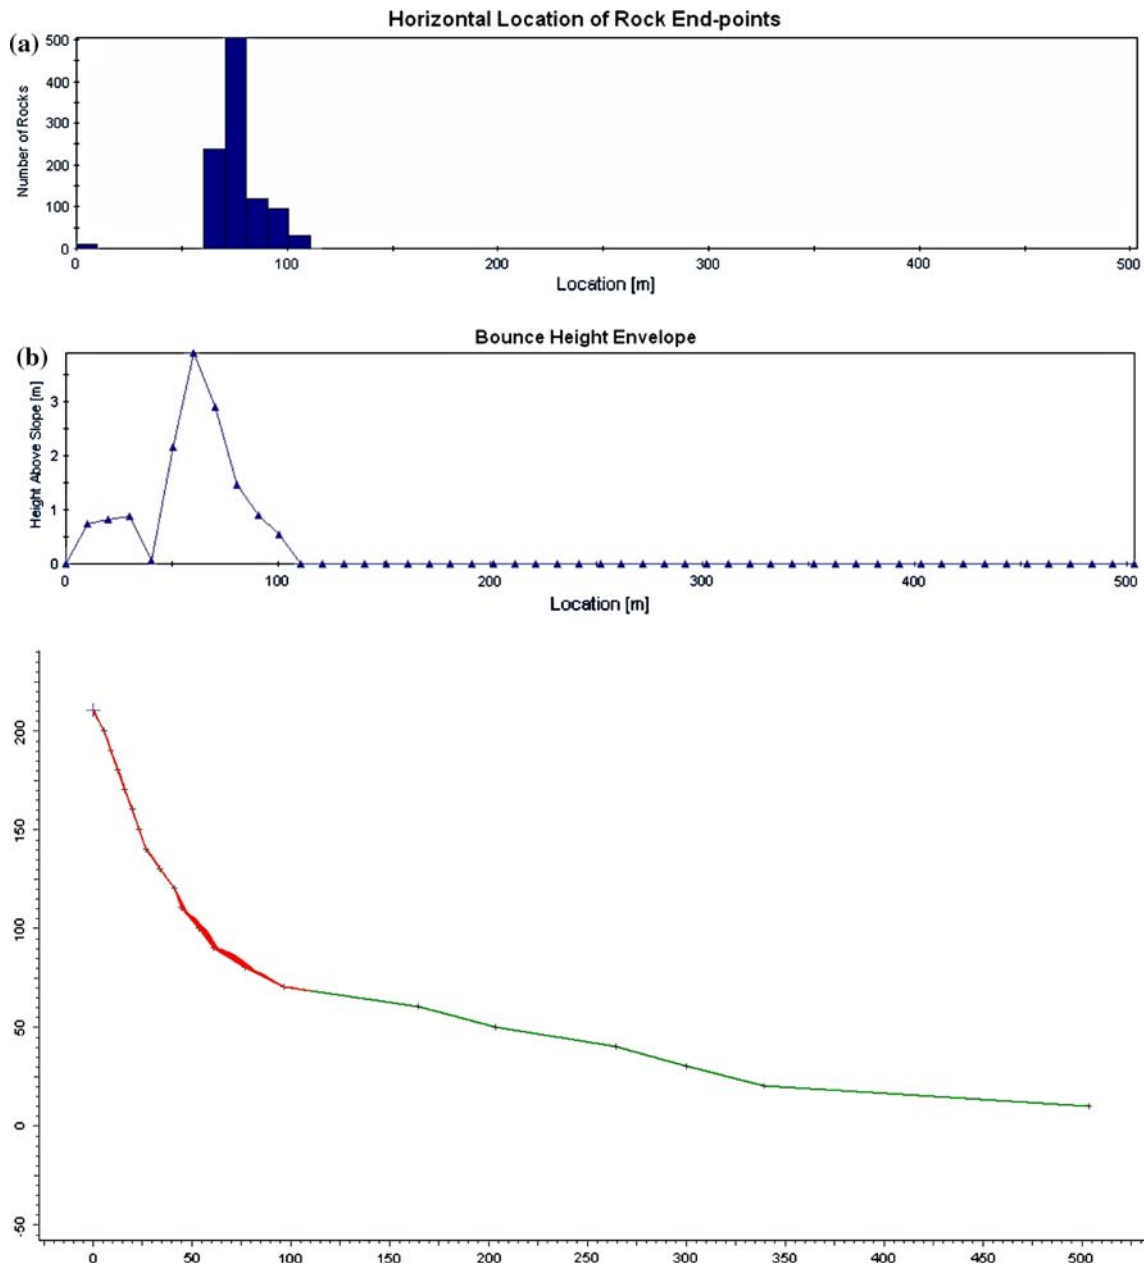 Horizontal Location of Rock End-points
(a)
Number of Rocks
500
400
300
200
100
0
0 100 200 300 400 500
Location [m]
Bounce Height Envelope
(b)
Height Above Slope [m]
3
2
1
0
0 100 200 300 400 500
Location [m]
200
150
100
50
0
-50
0 50 100 150 200 250 300 350 400 450 500